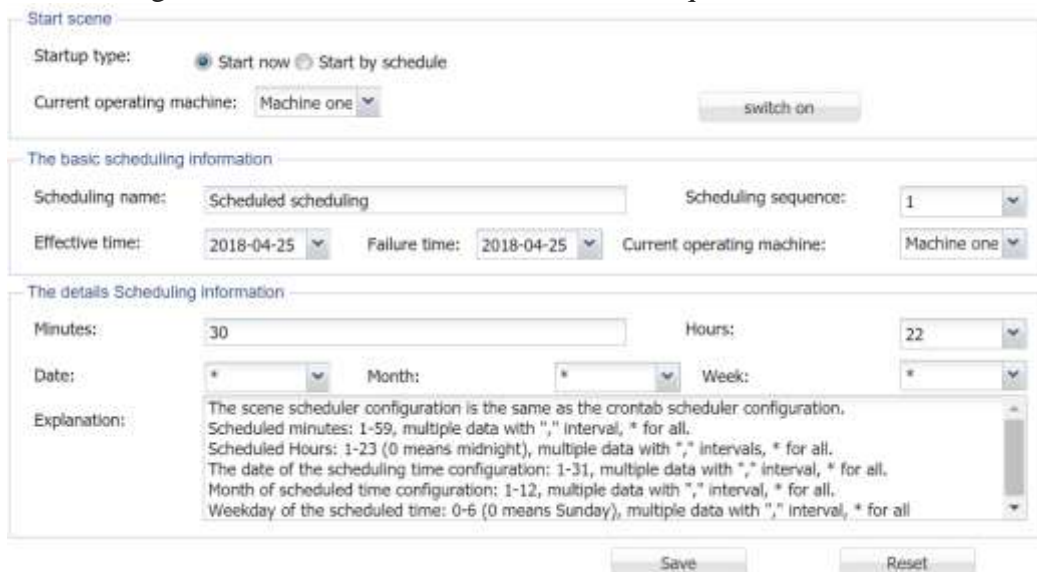 Start scene
Startup type: Start now Start by schedule
Current operating machine: Machine one switch on
The basic scheduling information
Scheduling name: Scheduled scheduling Scheduling sequence: 1
Effective time: 2018-04-25 Failure time: 2018-04-25 Current operating machine: Machine one
The details Scheduling information
Minutes: 30 Hours: 22
Date: * Month: * Week: *
Explanation:
The scene scheduler configuration is the same as the crontab scheduler configuration.
Scheduled minutes: 1-59, multiple data with "," interval, * for all.
Scheduled Hours: 1-23 (0 means midnight), multiple data with "," intervals, * for all.
The date of the scheduling time configuration: 1-31, multiple data with "," interval, * for all.
Month of scheduled time configuration: 1-12, multiple data with "," interval, * for all.
Weekday of the scheduled time: 0-6 (0 means Sunday), multiple data with "," interval, * for all
Save Reset